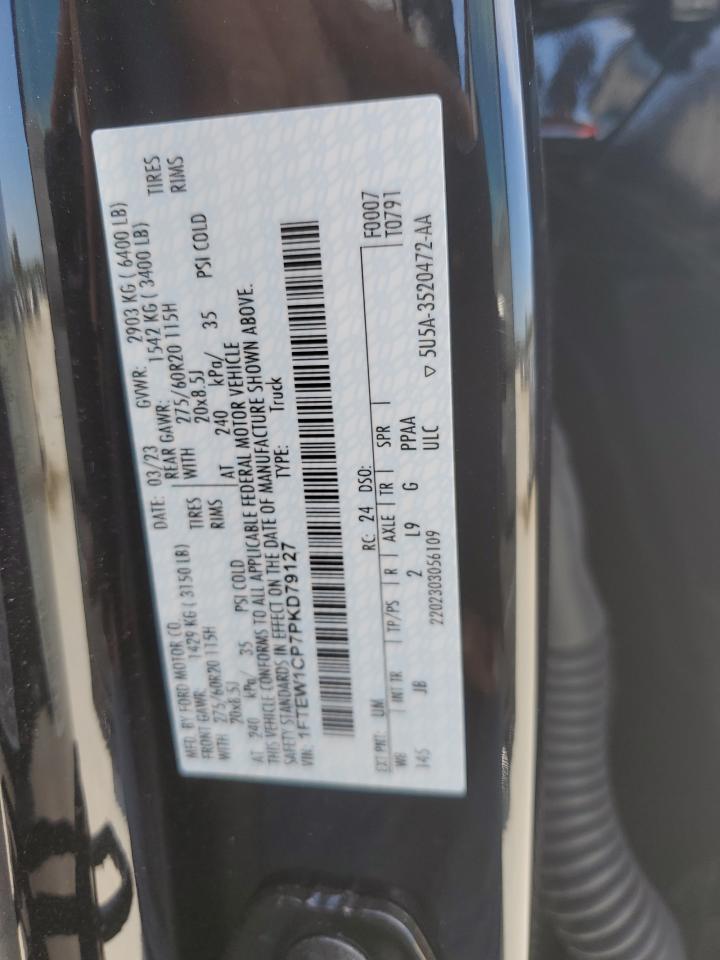 MFD. BY FORD MOTOR CO.
DATE: 03/23 GVWR: 2903 KG ( 6400 LB)
FRONT GAWR: 1429 KG ( 3150 LB) REAR GAWR: 1542 KG ( 3400 LB)
WITH 275/60R20 115H TIRES WITH 275/60R20 115H TIRES
20x8.5J RIMS 20x8.5J RIMS
AT 240 kPa/ 35 PSI COLD AT 240 kPa/ 35 PSI COLD
THIS VEHICLE CONFORMS TO ALL APPLICABLE FEDERAL MOTOR VEHICLE
SAFETY STANDARDS IN EFFECT ON THE DATE OF MANUFACTURE SHOWN ABOVE.
VIN: 1FTEW1CP7PKD79127 TYPE: Truck
F0007
EXT PNT: UM RC: 24 DSO: T0791
WB INT TR TP/PS R AXLE TR SPR
145 JB 2 L9 G PPAA
2202303056109 ULC
▽ 5U5A-3520472-AA